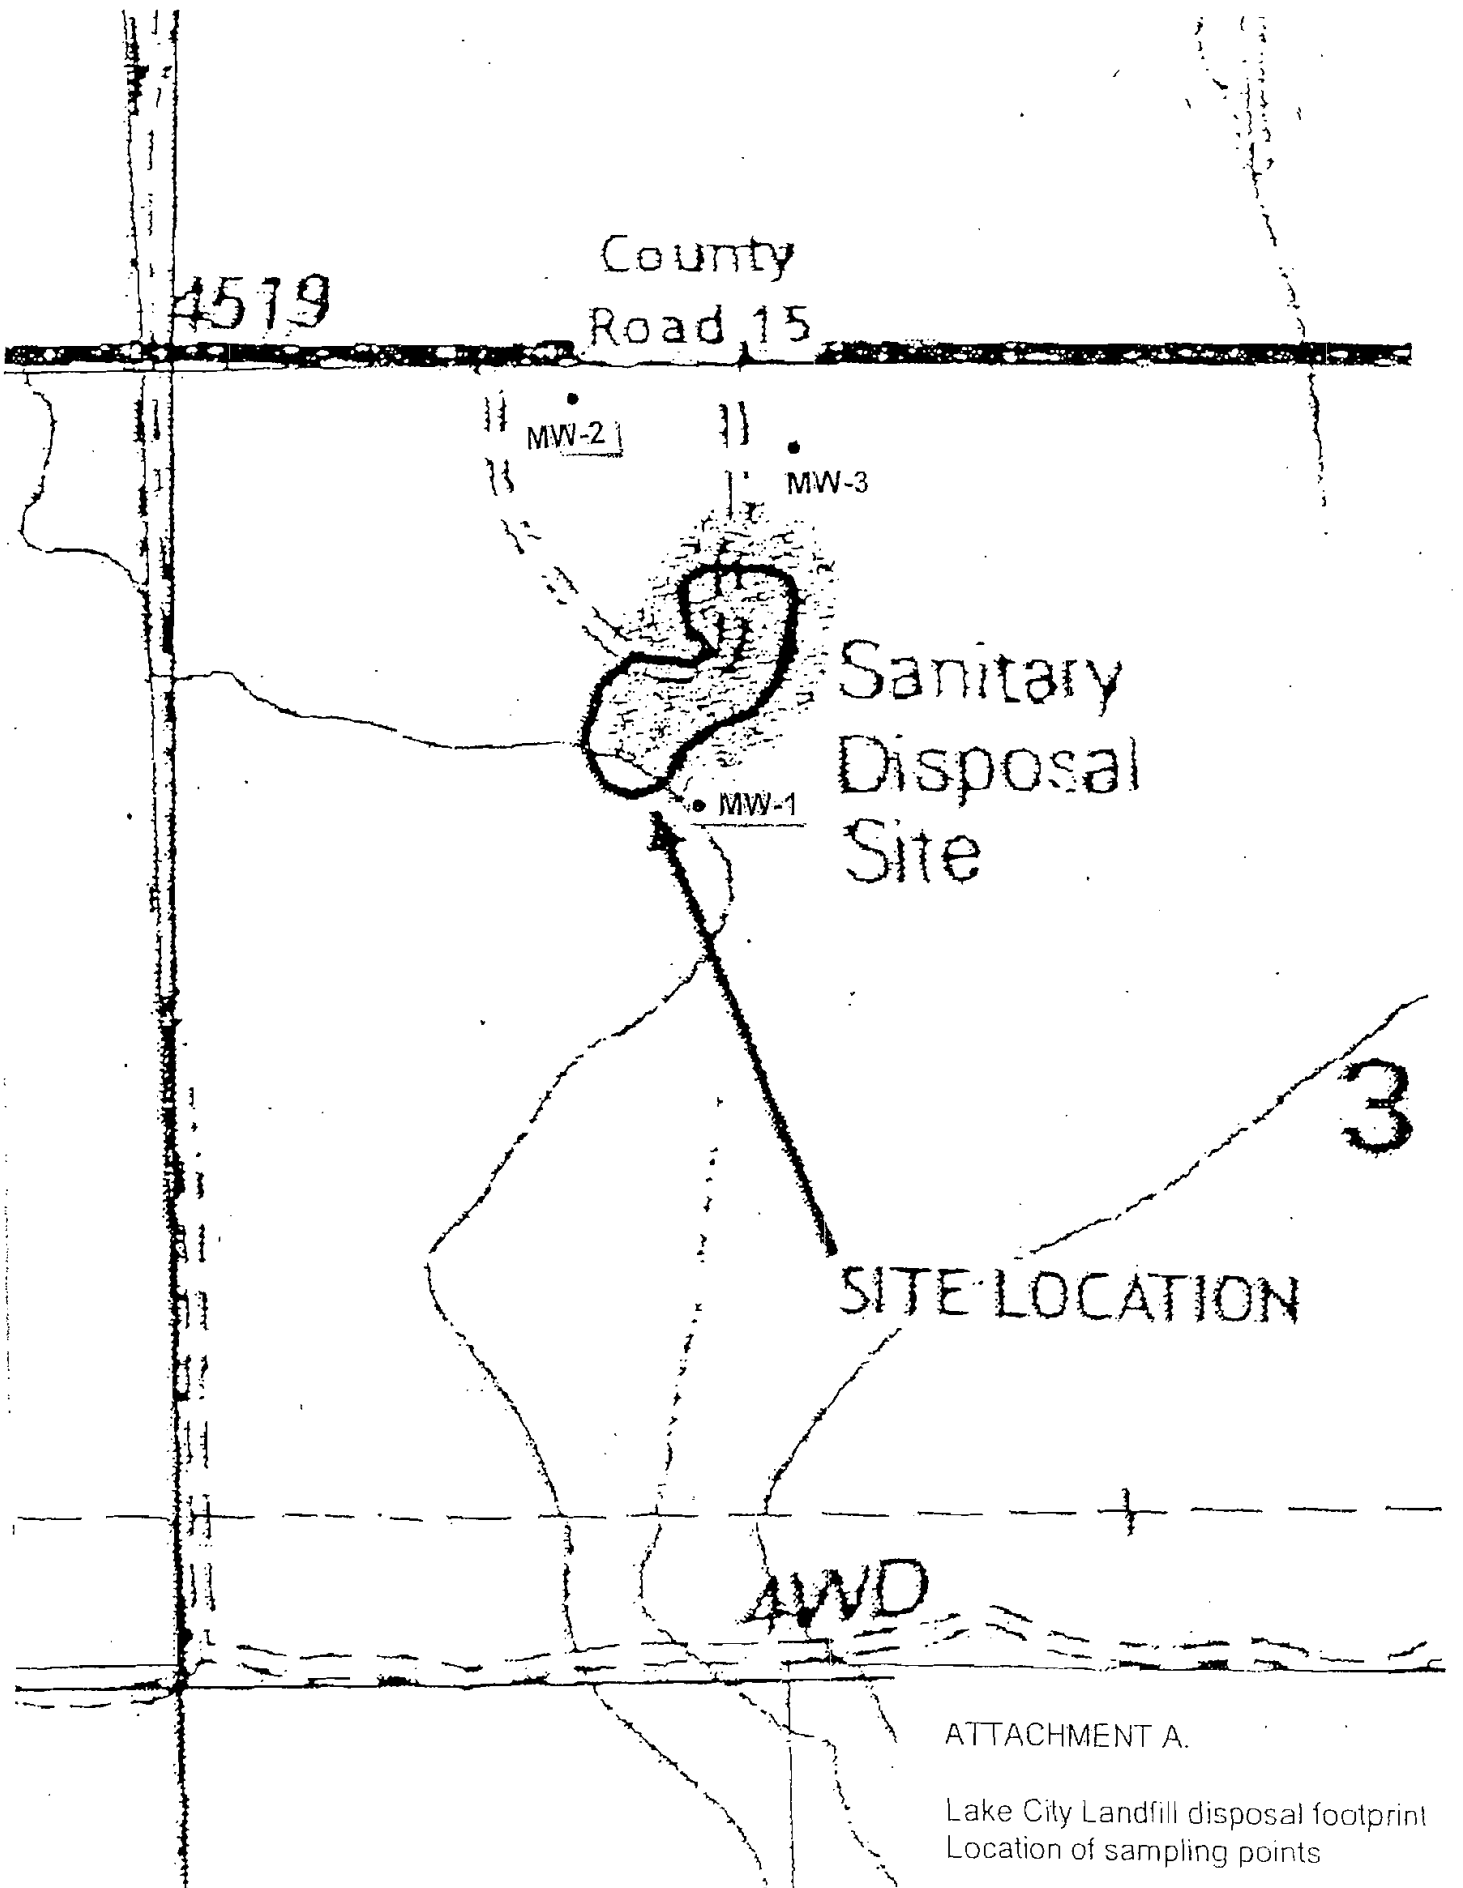 County
4519
Road 15
MW-2
MW-3
Sanitary
Disposal
MW-1
Site
3
SITE LOCATION
4WD
ATTACHMENT A.
Lake City Landfill disposal footprint
Location of sampling points